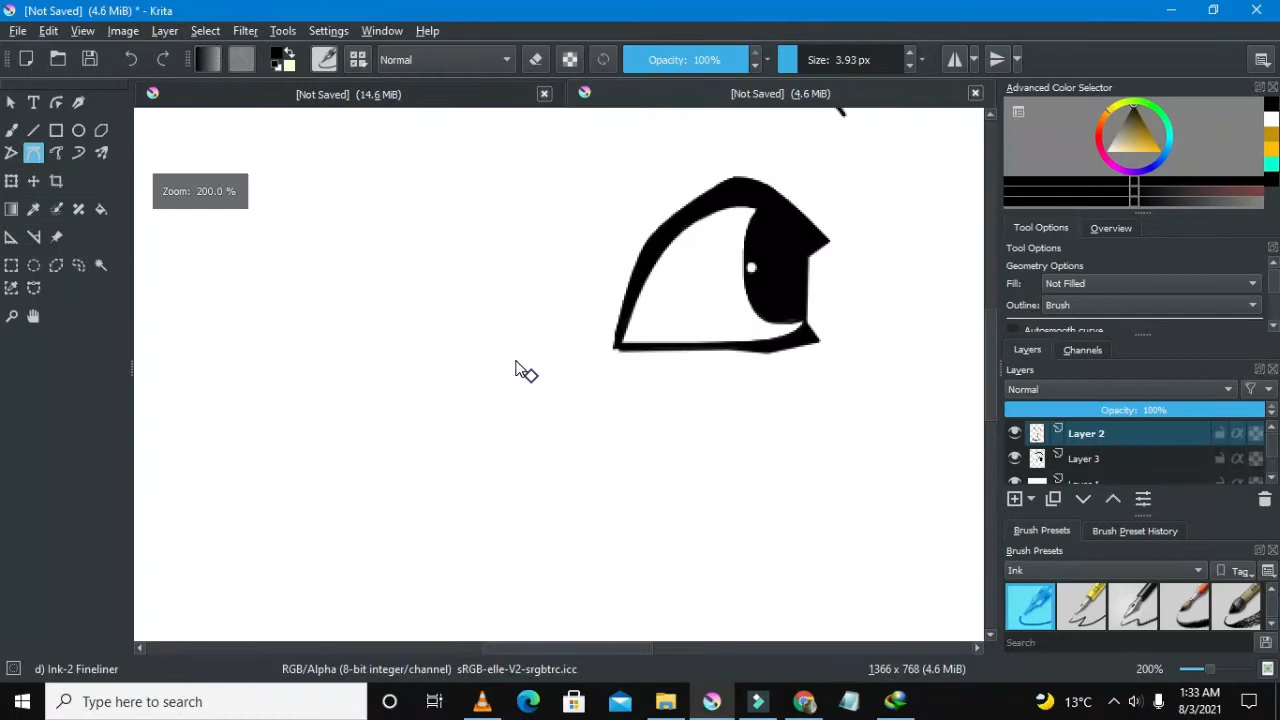 [Not Saved] (4.6 MiB) * - Krita
File Edit View Image Layer Select Filter Tools Settings Window Help
Normal Opacity: 100% Size: 3.93 px
[Not Saved] (14.6 MiB) [Not Saved] (4.6 MiB)
Advanced Color Selector
Zoom: 200.0 %
Tool Options Overview
Tool Options
Geometry Options
Fill: Not Filled
Outline: Brush
Autosmooth curve
Layers Channels
Layers
Normal
Opacity: 100%
Layer 2
Layer 3
Layer 1
Brush Presets Brush Preset History
Brush Presets
Ink Tag
Search
d) Ink-2 Fineliner RGB/Alpha (8-bit integer/channel) sRGB-elle-V2-srgbtrc.icc 1366 x 768 (4.6 MiB) 200%
Type here to search 13°C 1:33 AM
8/3/2021